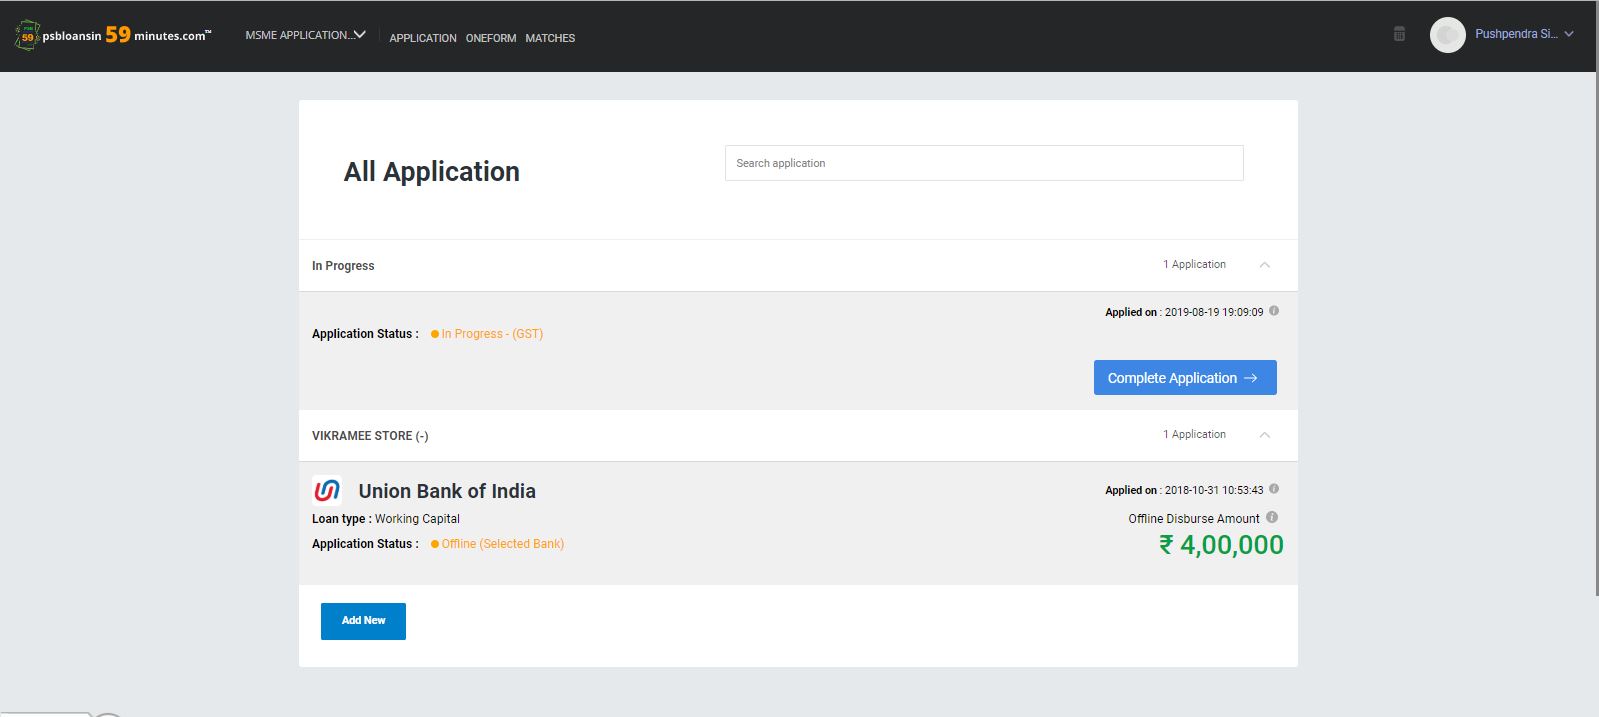 PSB 59 psbloansin 59 minutes.com™ MSME APPLICATION... APPLICATION ONEFORM MATCHES Pushpendra Si...
All Application
Search application
In Progress 1 Application
Applied on : 2019-08-19 19:09:09
Application Status : In Progress - (GST)
Complete Application →
VIKRAMEE STORE (-) 1 Application
Union Bank of India
Applied on : 2018-10-31 10:53:43
Loan type : Working Capital
Offline Disburse Amount
Application Status : Offline (Selected Bank)
₹ 4,00,000
Add New